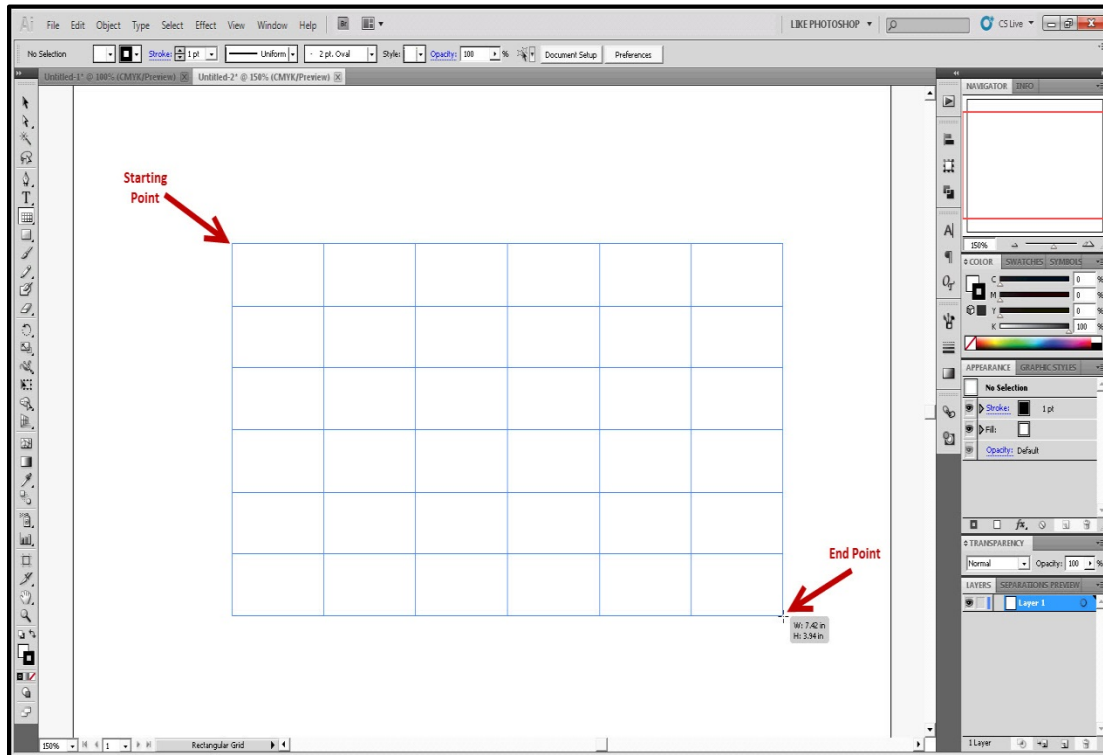 Ai File Edit Object Type Select Effect View Window Help Br LIKE PHOTOSHOP CS Live
No Selection Stroke: 1 pt Uniform 2 pt. Oval Style: Opacity: 100 % Document Setup Preferences
Untitled-1* @ 100% (CMYK/Preview) Untitled-2* @ 150% (CMYK/Preview)
NAVIGATOR INFO
Starting
Point
150%
COLOR SWATCHES SYMBOLS
C 0 %
M 0 %
Y 0 %
K 100 %
APPEARANCE GRAPHIC STYLES
No Selection
Stroke: 1 pt
Fill:
Opacity: Default
fx
TRANSPARENCY
Normal Opacity: 100 %
End Point
LAYERS SEPARATIONS PREVIEW
Layer 1
W: 7.42 in
H: 3.94 in
150% 1 Rectangular Grid
1 Layer